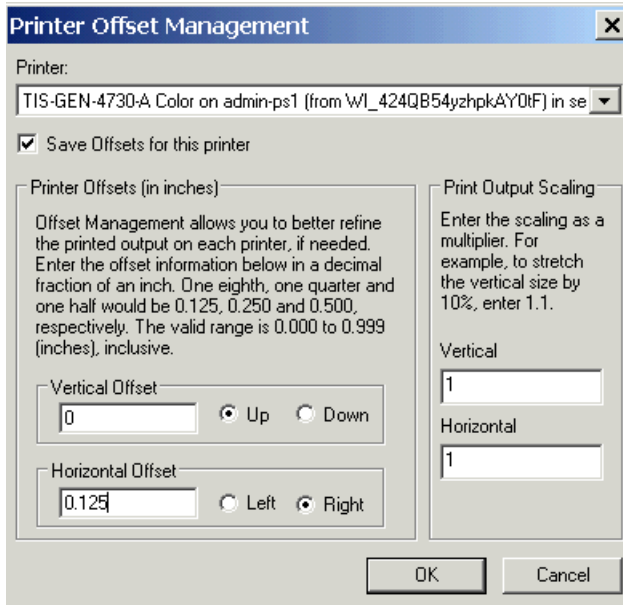 Printer Offset Management
Printer:
TIS-GEN-4730-A Color on admin-ps1 (from WI_424QB54yzhpkAY0tF) in se
Save Offsets for this printer
Printer Offsets (in inches)
Offset Management allows you to better refine
the printed output on each printer, if needed.
Enter the offset information below in a decimal
fraction of an inch. One eighth, one quarter and
one half would be 0.125, 0.250 and 0.500,
respectively. The valid range is 0.000 to 0.999
(inches), inclusive.
Vertical Offset
0
Up
Down
Horizontal Offset
0.125
Left
Right
Print Output Scaling
Enter the scaling as a
multiplier. For
example, to stretch
the vertical size by
10%, enter 1.1.
Vertical
1
Horizontal
1
OK
Cancel